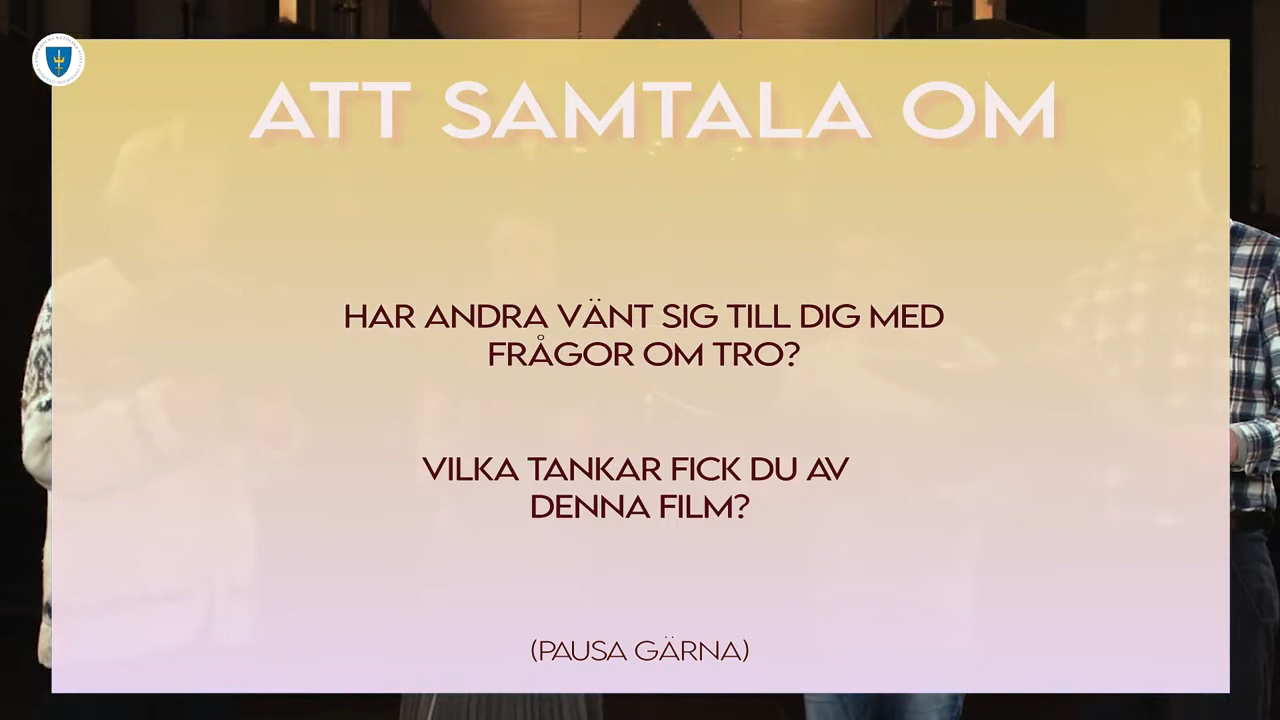 ATT SAMTALA OM
HAR ANDRA VÄNT SIG TILL DIG MED
FRÅGOR OM TRO?
VILKA TANKAR FICK DU AV
DENNA FILM?
(PAUSA GÄRNA)